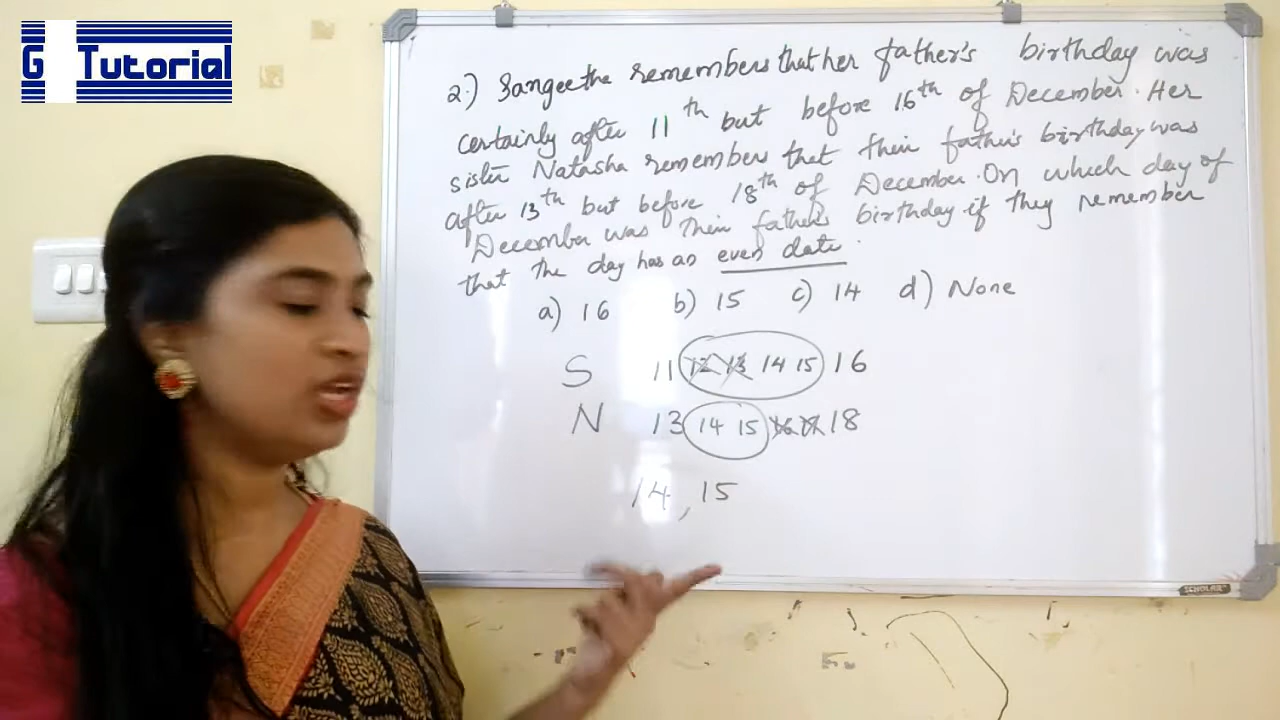 G Tutorial
2.) Sangeetha remembers that her father's birthday was
certainly after 11th but before 16th of December. Her
sister Natasha remembers that their father's birthday was
after 13th but before 18th of December. On which day of
December was their father's birthday if they remember
that the day has an even date.
a) 16 b) 15 c) 14 d) None
S 11 12 13 14 15 16
N 13 14 15 16 17 18
14, 15
SCHOLAR